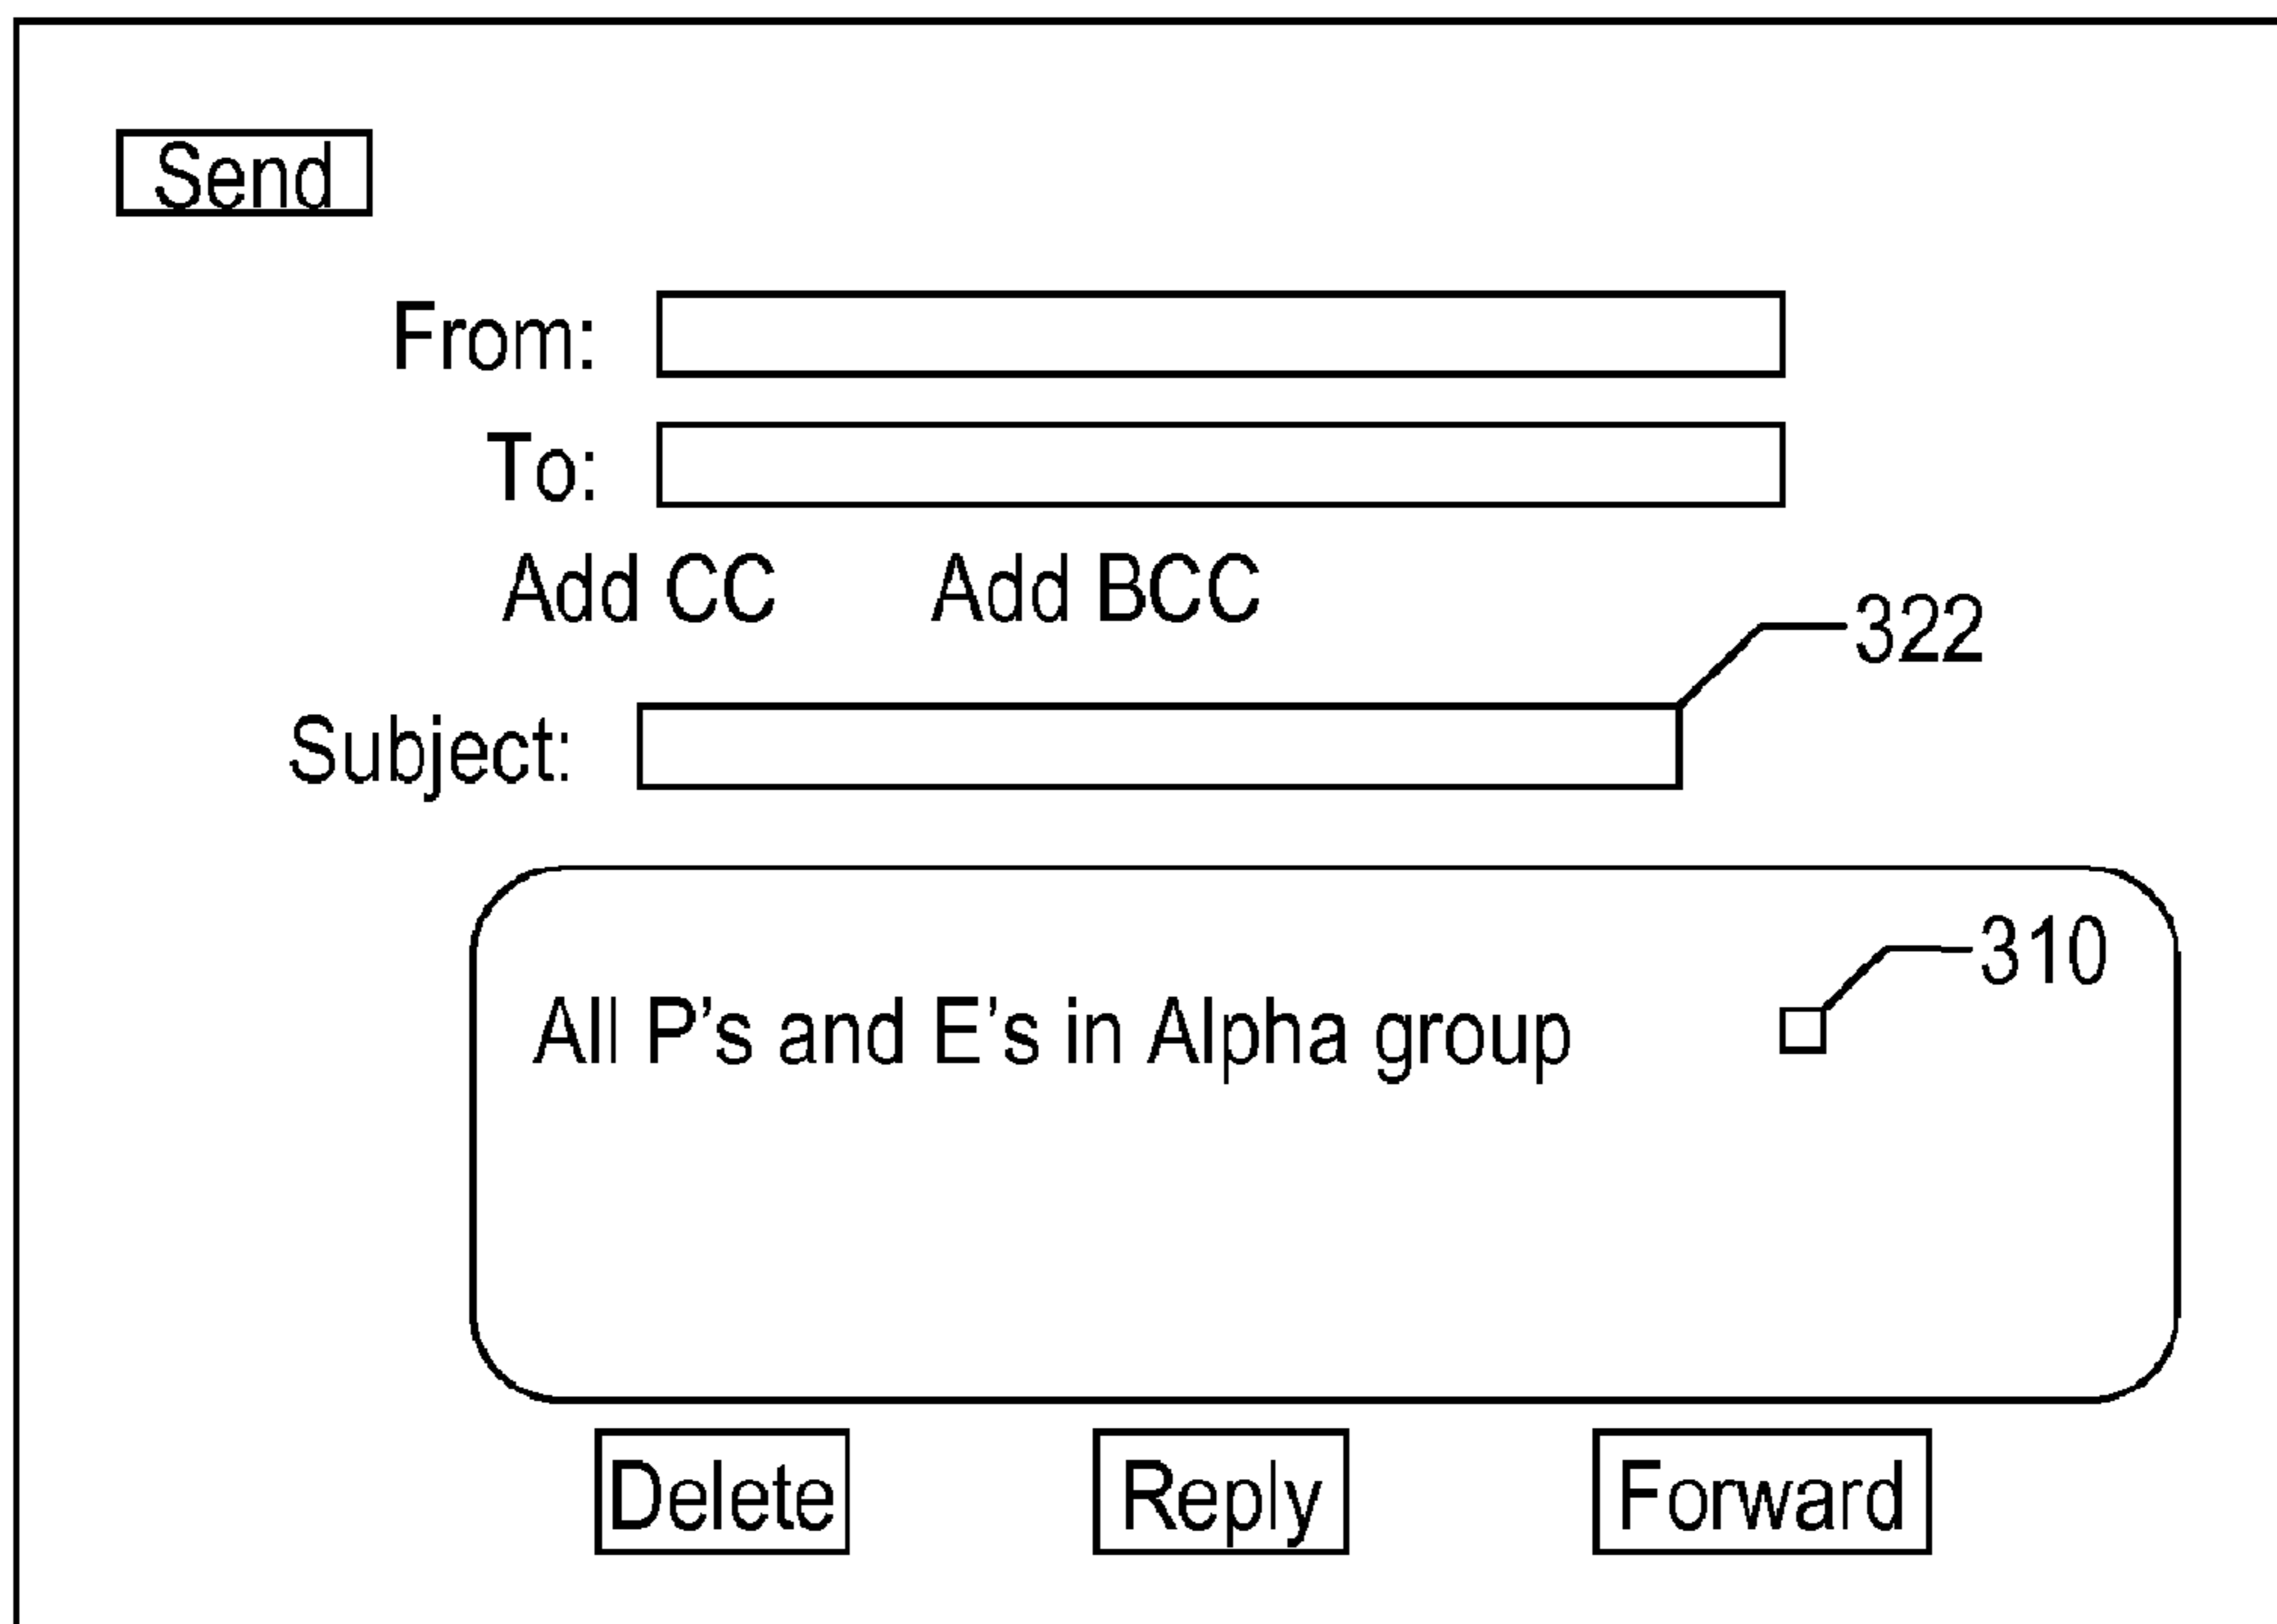 Send
From:
To:
Add CC Add BCC
322
Subject:
310
All P's and E's in Alpha group
Delete Reply Forward